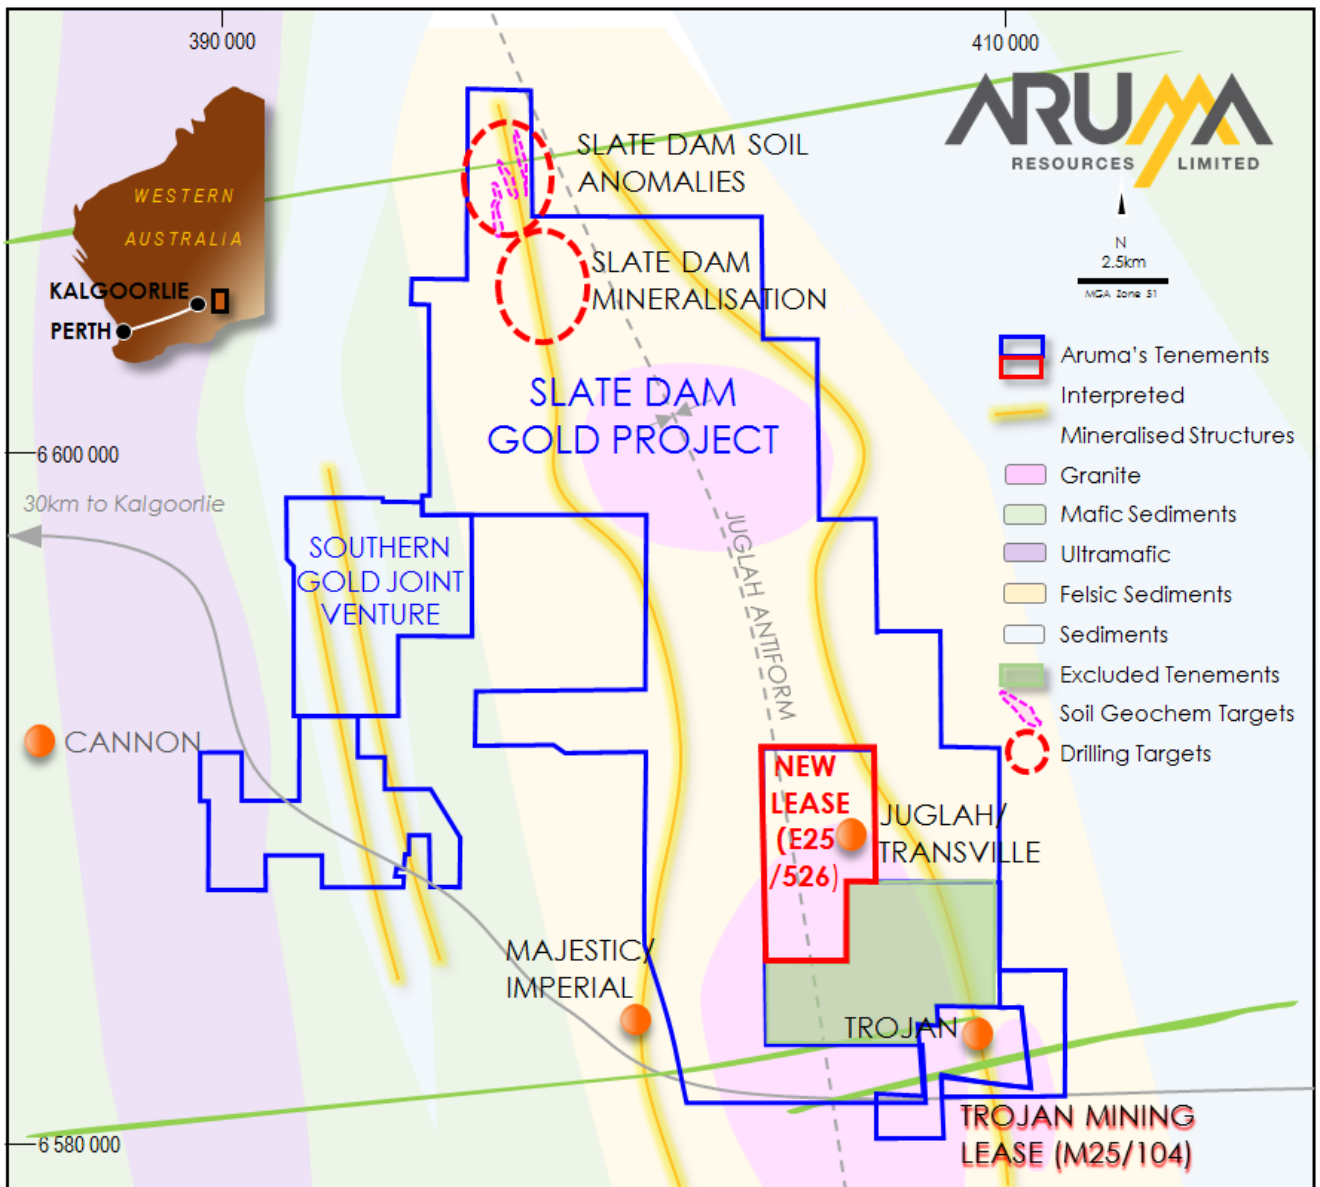 390 000
410 000
ARUMA
RESOURCES LIMITED
SLATE DAM SOIL
ANOMALIES
WESTERN
AUSTRALIA
KALGOORLIE
PERTH
N
2.5km
MGA Zone 51
SLATE DAM
MINERALISATION
Aruma's Tenements
Interpreted
Mineralised Structures
Granite
Mafic Sediments
Ultramafic
Felsic Sediments
Sediments
Excluded Tenements
Soil Geochem Targets
Drilling Targets
SLATE DAM
GOLD PROJECT
6 600 000
30km to Kalgoorlie
SOUTHERN
GOLD JOINT
VENTURE
JUGLAH ANTIFORM
CANNON
NEW
LEASE
(E25
/526)
JUGLAH/
TRANSVILLE
MAJESTIC/
IMPERIAL
TROJAN
TROJAN MINING
LEASE (M25/104)
6 580 000